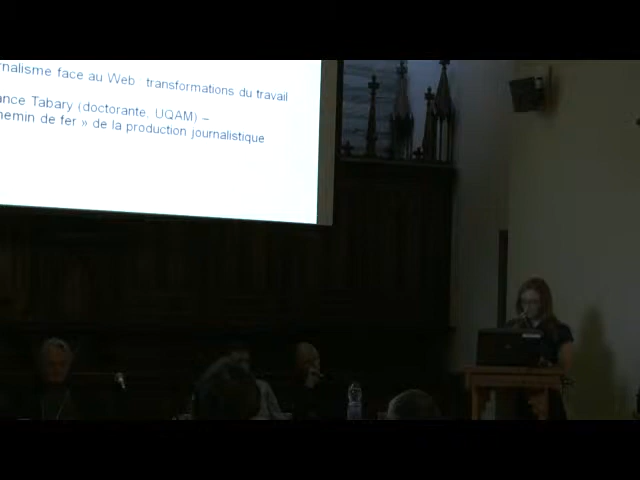 rnalisme face au Web transformations du travail
ance Tabary (doctorante, UQAM) –
hemin de fer » de la production journalistique